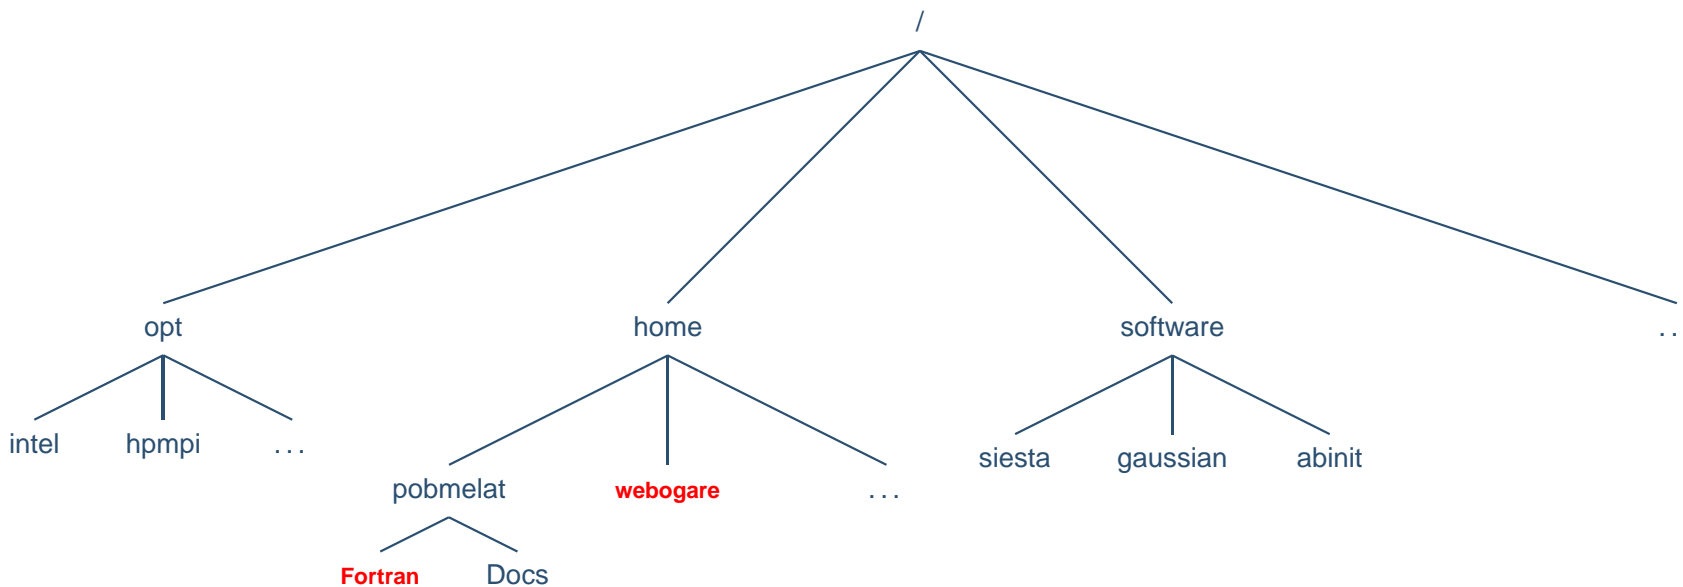 /
opt home software ..
intel hpmpi ...
siesta gaussian abinit
pobmelat webogare ...
Fortran Docs